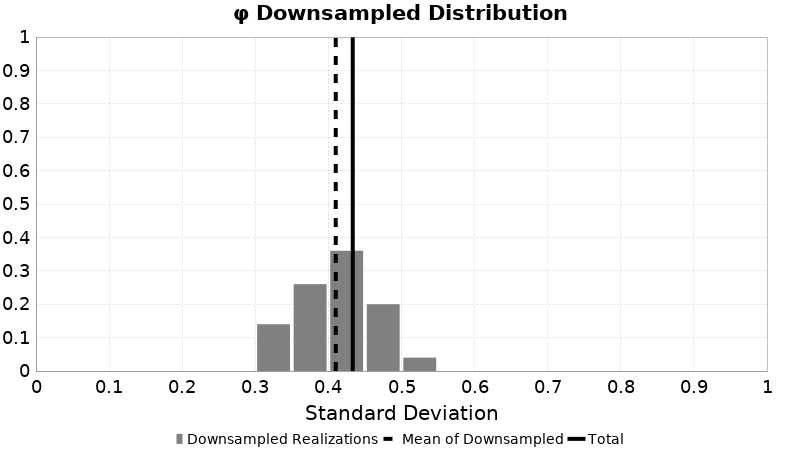 φ Downsampled Distribution
1
0.9
0.8
0.7
0.6
0.5
0.4
0.3
0.2
0.1
0
0 0.1 0.2 0.3 0.4 0.5 0.6 0.7 0.8 0.9 1
Standard Deviation
Downsampled Realizations Mean of Downsampled Total